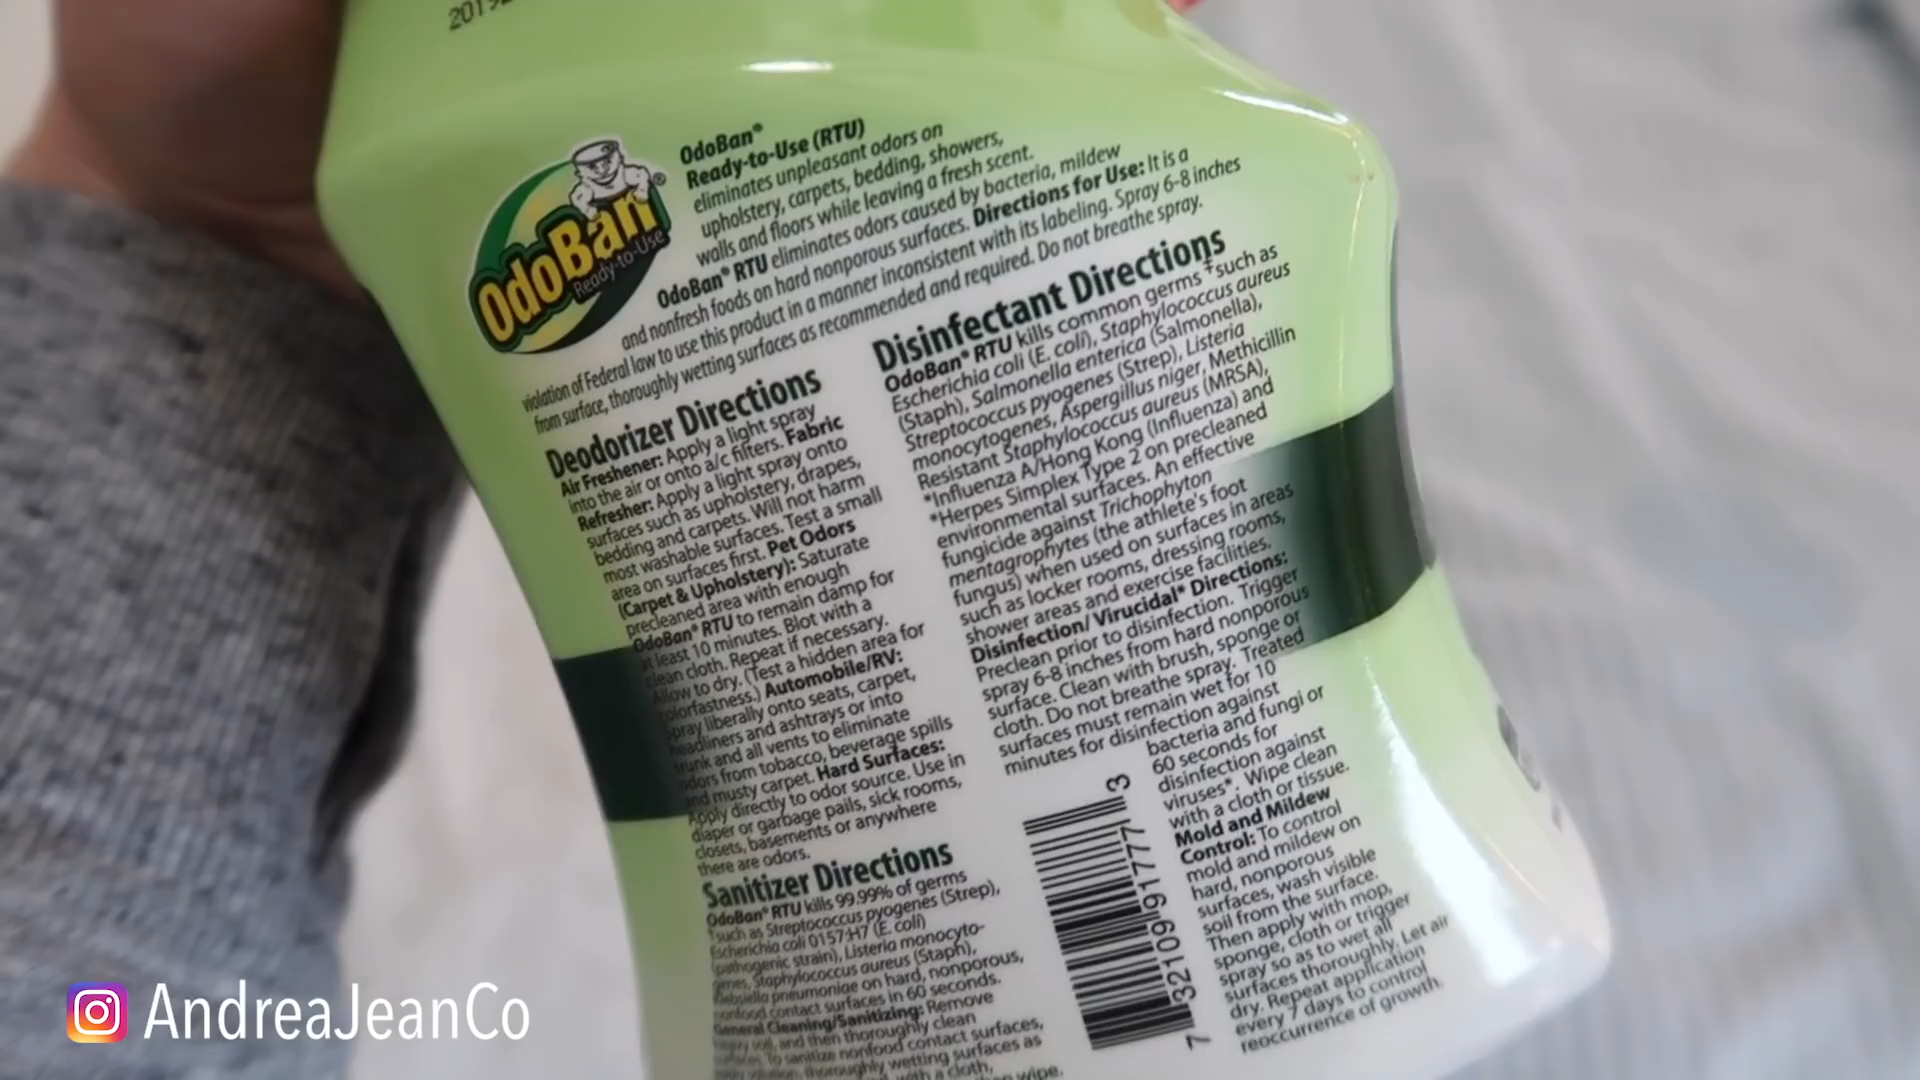 OdoBan®
Ready-to-Use
OdoBan®
Ready-to-Use (RTU)
eliminates unpleasant odors on
upholstery, carpets, bedding, showers,
walls and floors while leaving a fresh scent.
OdoBan® RTU eliminates odors caused by bacteria, mildew
and nonfresh foods on hard nonporous surfaces. Directions for Use: It is a
violation of Federal law to use this product in a manner inconsistent with its labeling. Spray 6-8 inches
from surface, thoroughly wetting surfaces as recommended and required. Do not breathe spray.
Deodorizer Directions
Air Freshener: Apply a light spray
into the air or onto a/c filters. Fabric
Refresher: Apply a light spray onto
surfaces such as upholstery, drapes,
bedding and carpets. Will not harm
most washable surfaces. Test a small
area on surfaces first. Pet Odors
(Carpet & Upholstery): Saturate
precleaned area with enough
OdoBan® RTU to remain damp for
at least 10 minutes. Blot with a
clean cloth. Repeat if necessary.
Allow to dry. (Test a hidden area for
colorfastness.) Automobile/RV:
Spray liberally onto seats, carpet,
headliners and ashtrays or into
trunk and all vents to eliminate
odors from tobacco, beverage spills
and musty carpet. Hard Surfaces:
Apply directly to odor source. Use in
diaper or garbage pails, sick rooms,
closets, basements or anywhere
there are odors.
Sanitizer Directions
OdoBan® RTU kills 99.99% of germs
†such as Streptococcus pyogenes (Strep),
Escherichia coli 0157:H7 (E. coli)
(pathogenic strain), Listeria monocyto-
genes, Staphylococcus aureus (Staph),
Klebsiella pneumoniae on hard, nonporous,
nonfood contact surfaces in 60 seconds.
General Cleaning/Sanitizing: Remove
heavy soil, and then thoroughly clean
surfaces. To sanitize nonfood contact surfaces,
apply solution, thoroughly wetting surfaces as
with a cloth,
wipe.
Disinfectant Directions
OdoBan® RTU kills common germs ‡such as
Escherichia coli (E. coli), Staphylococcus aureus
(Staph), Salmonella enterica (Salmonella),
Streptococcus pyogenes (Strep), Listeria
monocytogenes, Aspergillus niger, Methicillin
Resistant Staphylococcus aureus (MRSA),
*Influenza A/Hong Kong (Influenza) and
*Herpes Simplex Type 2 on precleaned
environmental surfaces. An effective
fungicide against Trichophyton
mentagrophytes (the athlete's foot
fungus) when used on surfaces in areas
such as locker rooms, dressing rooms,
shower areas and exercise facilities.
Disinfection/ Virucidal* Directions:
Preclean prior to disinfection. Trigger
spray 6-8 inches from hard nonporous
surface. Clean with brush, sponge or
cloth. Do not breathe spray. Treated
surfaces must remain wet for 10
minutes for disinfection against
bacteria and fungi or
60 seconds for
disinfection against
viruses*. Wipe clean
with a cloth or tissue.
Mold and Mildew
Control: To control
mold and mildew on
hard, nonporous
surfaces, wash visible
soil from the surface.
Then apply with mop,
sponge, cloth or trigger
spray so as to wet all
surfaces thoroughly. Let air
dry. Repeat application
every 7 days to control
reoccurrence of growth.
7 32109 91777 3
AndreaJeanCo